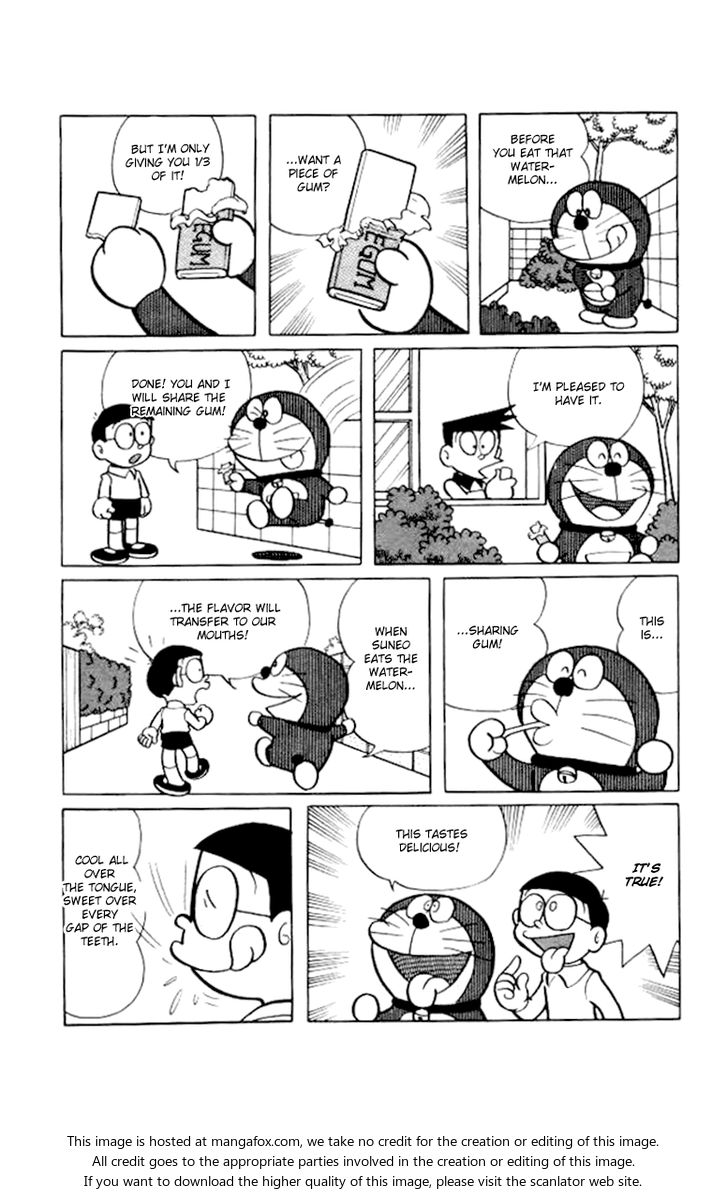 BEFORE
YOU EAT THAT
WATER-
MELON...
...WANT A
PIECE OF
GUM?
EGUM
BUT I'M ONLY
GIVING YOU 1/3
OF IT!
EGUM
I'M PLEASED TO
HAVE IT.
DONE! YOU AND I
WILL SHARE THE
REMAINING GUM!
THIS
IS...
...SHARING
GUM!
WHEN
SUNEO
EATS THE
WATER-
MELON...
...THE FLAVOR WILL
TRANSFER TO OUR
MOUTHS!
IT'S
TRUE!
THIS TASTES
DELICIOUS!
COOL ALL
OVER
THE TONGUE,
SWEET OVER
EVERY
GAP OF THE
TEETH.
This image is hosted at mangafox.com, we take no credit for the creation or editing of this image.
All credit goes to the appropriate parties involved in the creation or editing of this image.
If you want to download the higher quality of this image, please visit the scanlator web site.